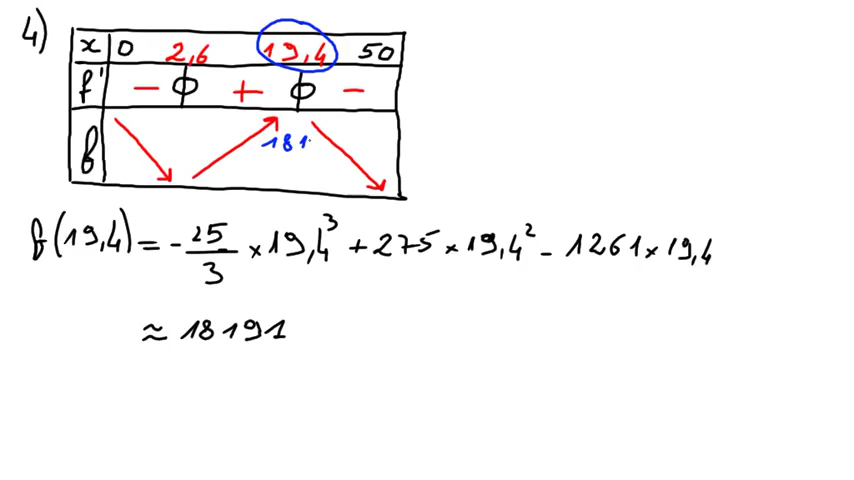 4)
x 0 2,6 19,4 50
f' - 0 + 0 -
f 181
f(19,4) = - 25/3 × 19,4³ + 275 × 19,4² - 1261 × 19,4
≈ 18191